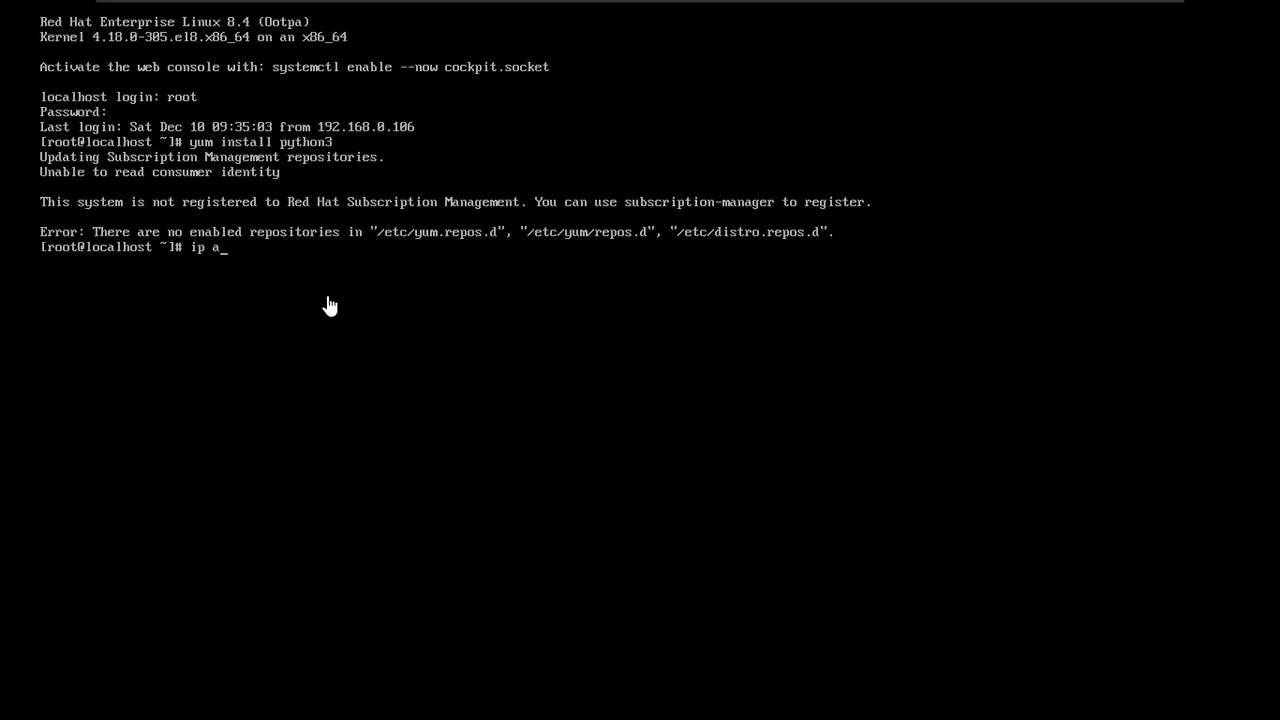 Red Hat Enterprise Linux 8.4 (Ootpa)
Kernel 4.18.0-305.el8.x86_64 on an x86_64
Activate the web console with: systemctl enable --now cockpit.socket
localhost login: root
Password:
Last login: Sat Dec 10 09:35:03 from 192.168.0.106
[root@localhost ~]# yum install python3
Updating Subscription Management repositories.
Unable to read consumer identity
This system is not registered to Red Hat Subscription Management. You can use subscription-manager to register.
Error: There are no enabled repositories in "/etc/yum.repos.d", "/etc/yum/repos.d", "/etc/distro.repos.d".
[root@localhost ~]# ip a_